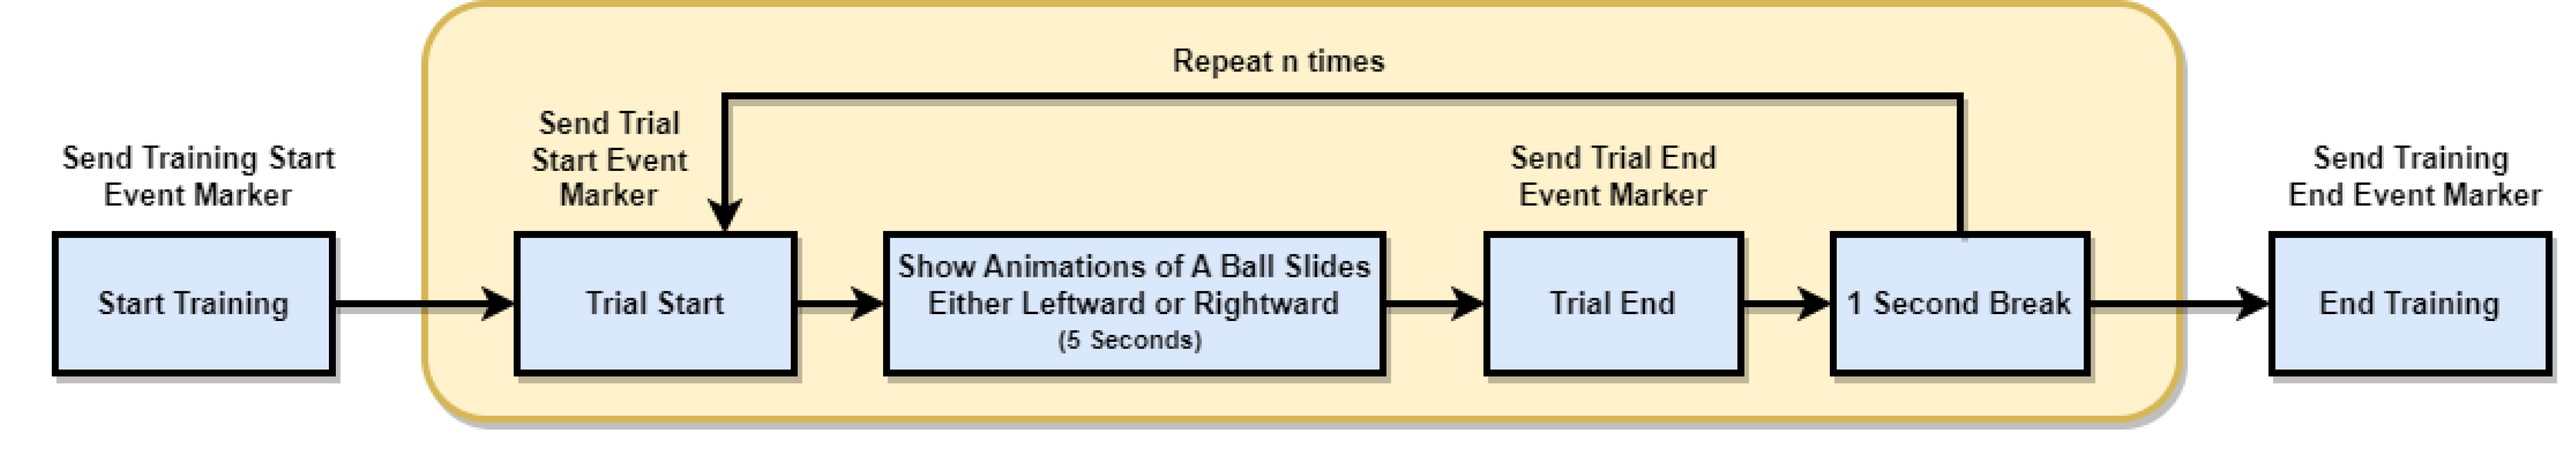 Repeat n times
Send Training Start
Event Marker
Start Training
Send Trial
Start Event
Marker
Trial Start
Show Animations of A Ball Slides
Either Leftward or Rightward
(5 Seconds)
Send Trial End
Event Marker
Trial End
1 Second Break
Send Training
End Event Marker
End Training